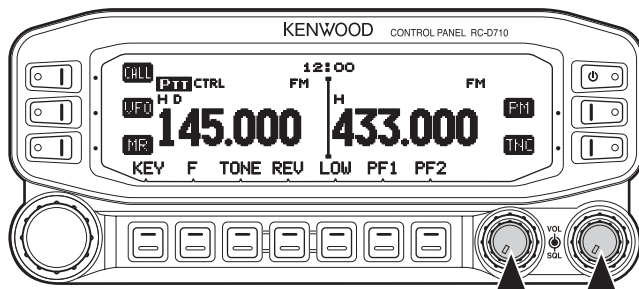 KENWOOD CONTROL PANEL RC-D710
12:00
CALL PTT CTRL FM FM
VFO H D H PM
145.000 433.000
MR TNC
KEY F TONE REV LOW PF1 PF2
VOL
SQL